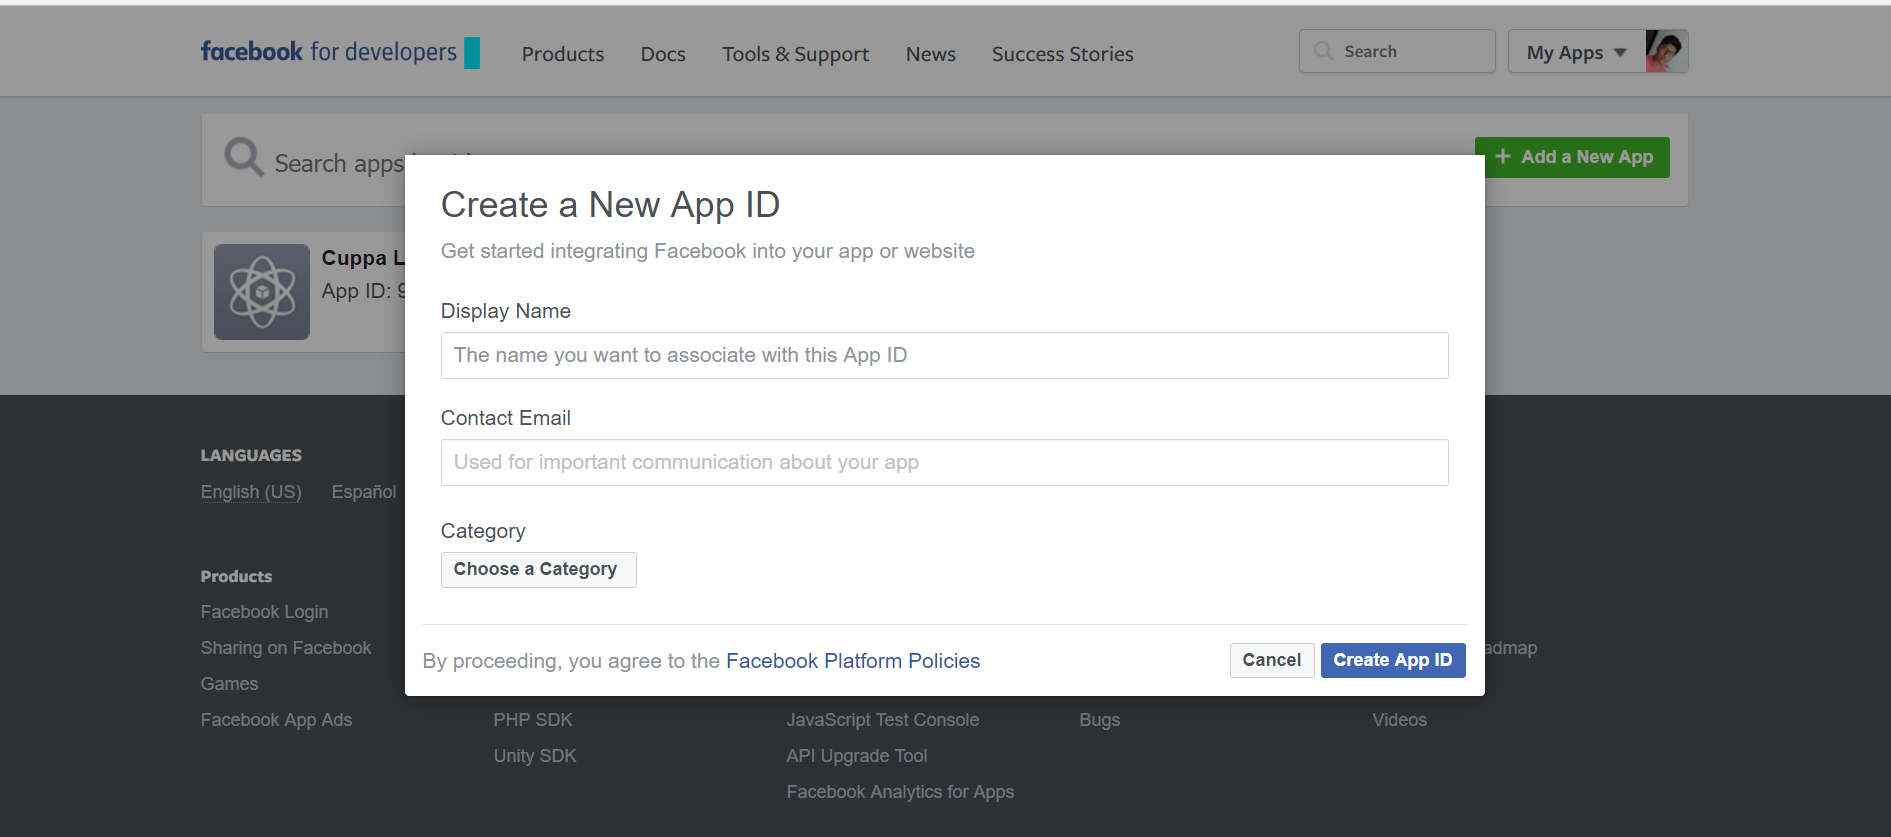 facebook for developers
Products Docs Tools & Support News Success Stories
Search
My Apps
Search apps
+ Add a New App
Cuppa L
App ID: 9
Create a New App ID
Get started integrating Facebook into your app or website
Display Name
The name you want to associate with this App ID
Contact Email
Used for important communication about your app
Category
Choose a Category
By proceeding, you agree to the Facebook Platform Policies
Cancel Create App ID
LANGUAGES
English (US) Español
Products
Facebook Login
Sharing on Facebook
Games
Facebook App Ads
PHP SDK
Unity SDK
JavaScript Test Console
API Upgrade Tool
Facebook Analytics for Apps
Bugs
admap
Videos